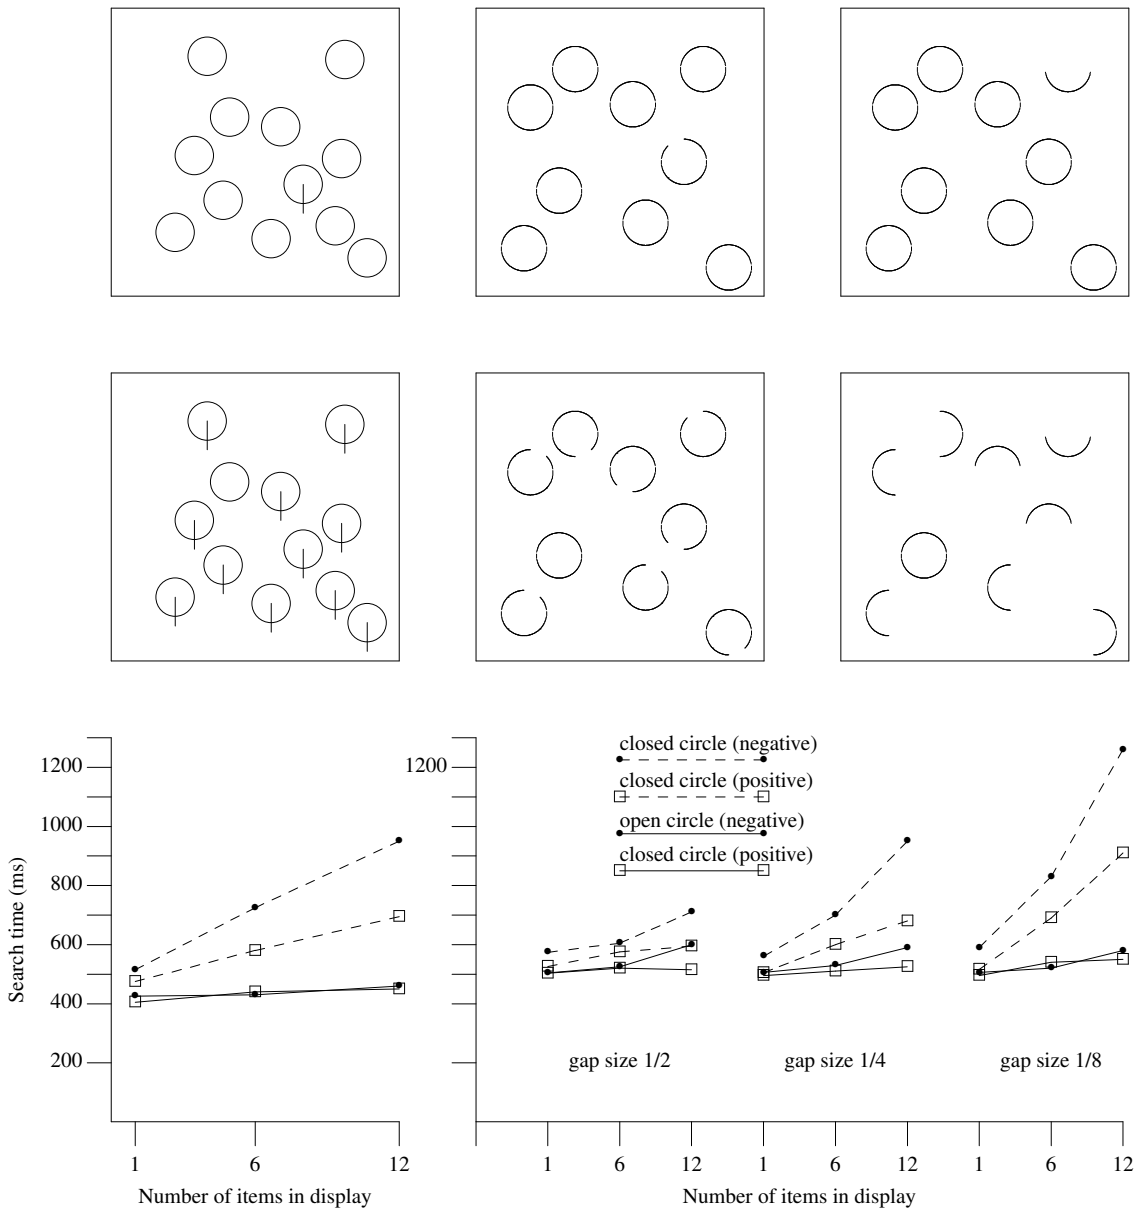 closed circle (negative)
1200
1200
closed circle (positive)
1000
open circle (negative)
closed circle (positive)
800
Search time (ms)
600
400
200
gap size 1/2
gap size 1/4
gap size 1/8
1
6
12
1
6
12
1
6
12
1
6
12
Number of items in display
Number of items in display